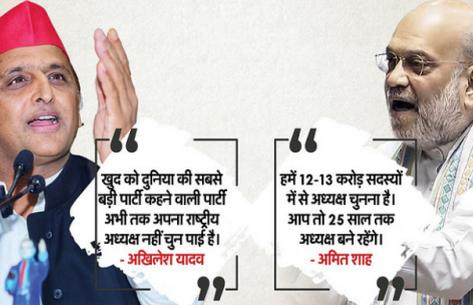 खुद को दुनिया की सबसे
बड़ी पार्टी कहने वाली पार्टी
अभी तक अपना राष्ट्रीय
अध्यक्ष नहीं चुन पाई है।
- अखिलेश यादव
हमें 12-13 करोड़ सदस्यों
में से अध्यक्ष चुनना है।
आप तो 25 साल तक
अध्यक्ष बने रहेंगे।
- अमित शाह